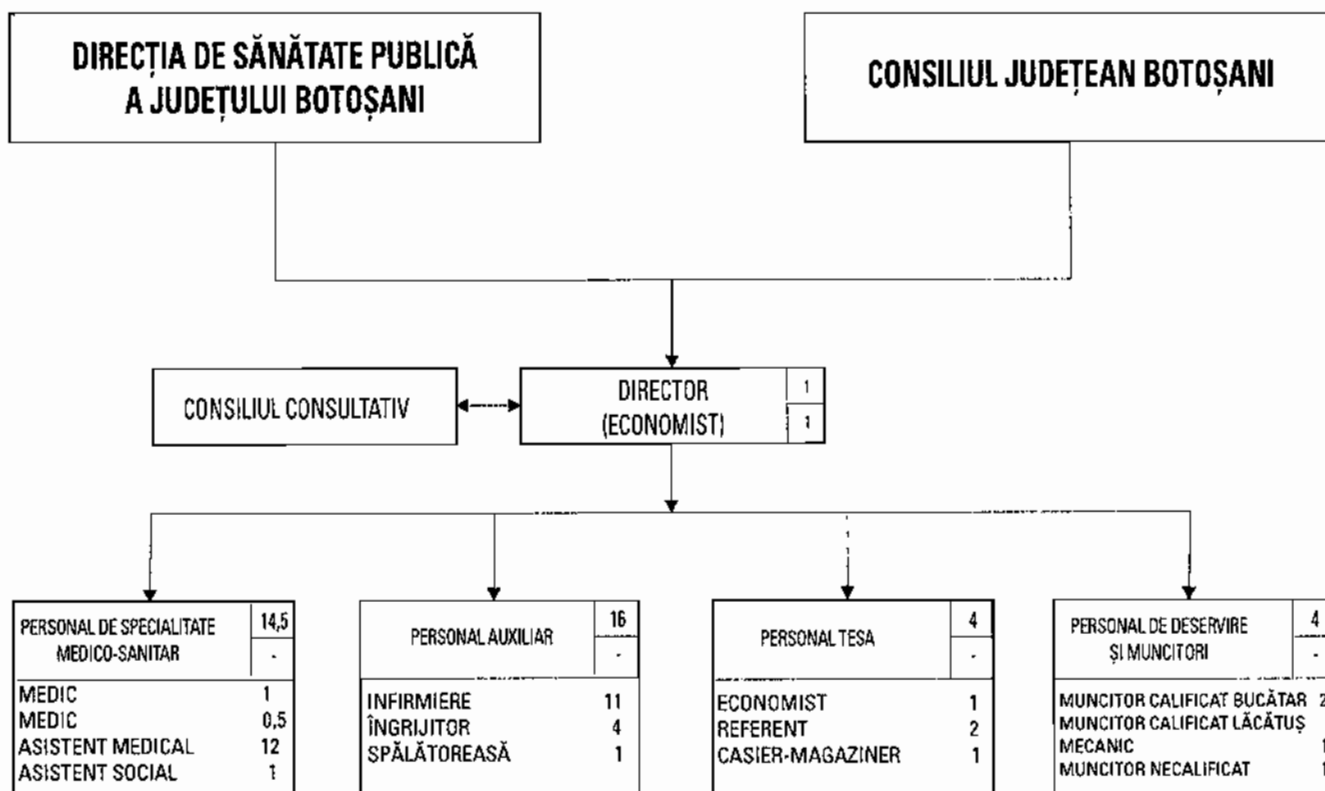 DIRECȚIA DE SĂNĂTATE PUBLICĂ
A JUDEȚULUI BOTOȘANI
CONSILIUL JUDEȚEAN BOTOȘANI
CONSILIUL CONSULTATIV
DIRECTOR
(ECONOMIST)
1
1
PERSONAL DE SPECIALITATE
MEDICO-SANITAR
14,5
-
MEDIC 1
MEDIC 0,5
ASISTENT MEDICAL 12
ASISTENT SOCIAL 1
PERSONAL AUXILIAR
16
-
INFIRMIERE 11
ÎNGRIJITOR 4
SPĂLĂTOREASĂ 1
PERSONAL TESA
4
-
ECONOMIST 1
REFERENT 2
CASIER-MAGAZINER 1
PERSONAL DE DESERVIRE
ȘI MUNCITORI
4
-
MUNCITOR CALIFICAT BUCĂTAR 2
MUNCITOR CALIFICAT LĂCĂTUȘ
MECANIC 1
MUNCITOR NECALIFICAT 1